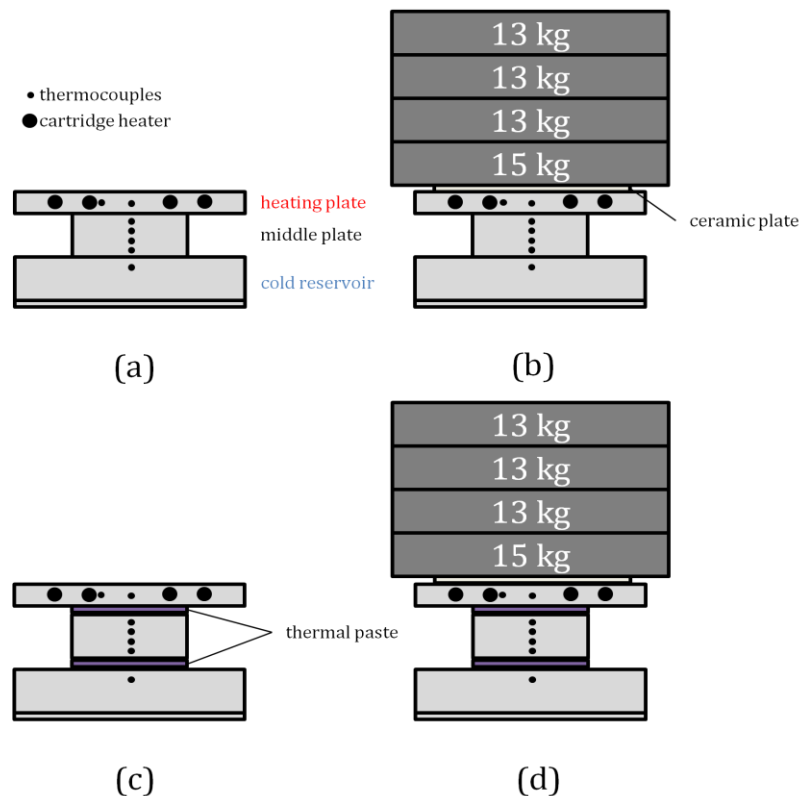 • thermocouples
● cartridge heater
heating plate
middle plate
cold reservoir
(a)
13 kg
13 kg
13 kg
15 kg
ceramic plate
(b)
thermal paste
(c)
13 kg
13 kg
13 kg
15 kg
(d)